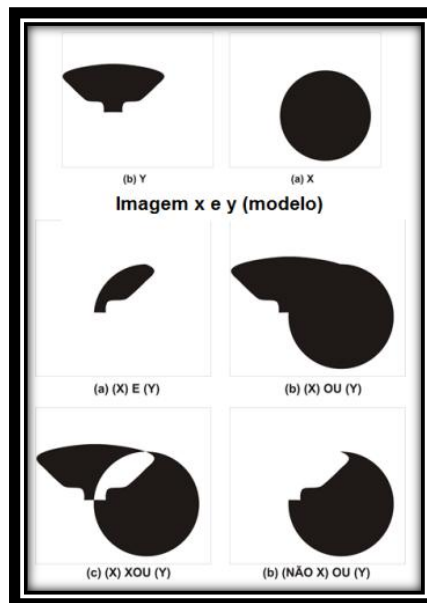 (b) Y
(a) X
Imagem x e y (modelo)
(a) (X) E (Y)
(b) (X) OU (Y)
(c) (X) XOU (Y)
(b) (NÃO X) OU (Y)